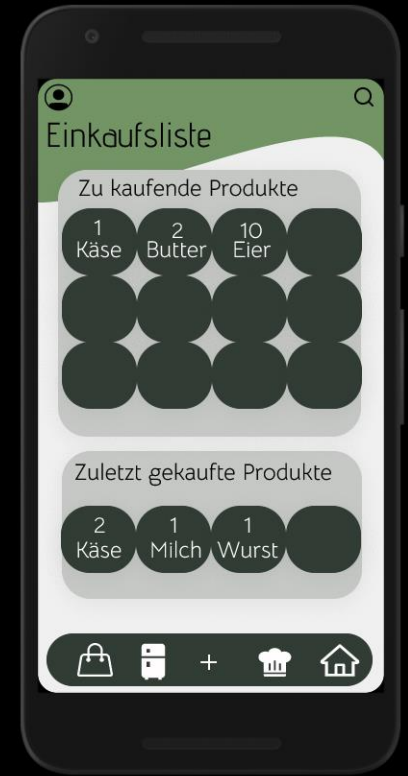 Einkaufsliste
Zu kaufende Produkte
1 2 10
Käse Butter Eier
Zuletzt gekaufte Produkte
2 1 1
Käse Milch Wurst
+